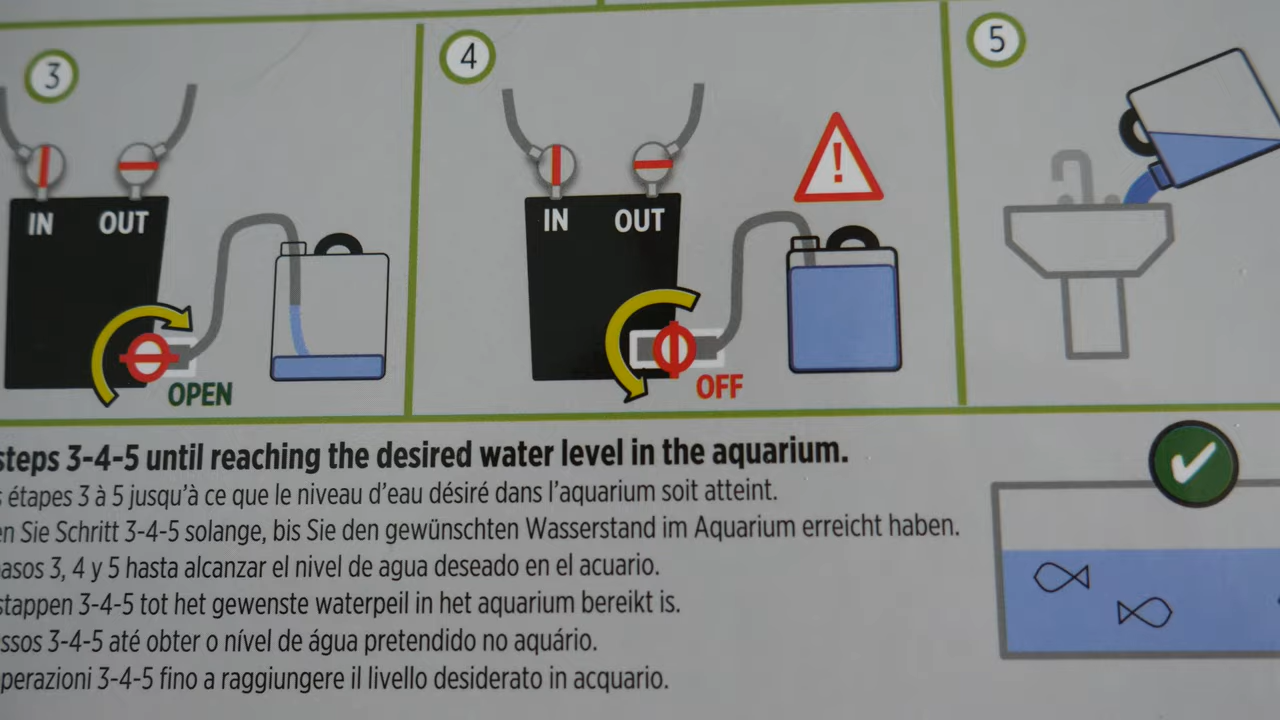 3
4
5
IN OUT
OPEN
IN OUT
!
OFF
steps 3-4-5 until reaching the desired water level in the aquarium.
étapes 3 à 5 jusqu'à ce que le niveau d'eau désiré dans l'aquarium soit atteint.
Sie Schritt 3-4-5 solange, bis Sie den gewünschten Wasserstand im Aquarium erreicht haben.
3, 4 y 5 hasta alcanzar el nivel de agua deseado en el acuario.
stappen 3-4-5 tot het gewenste waterpeil in het aquarium bereikt is.
3-4-5 até obter o nível de água pretendido no aquário.
3-4-5 fino a raggiungere il livello desiderato in acquario.